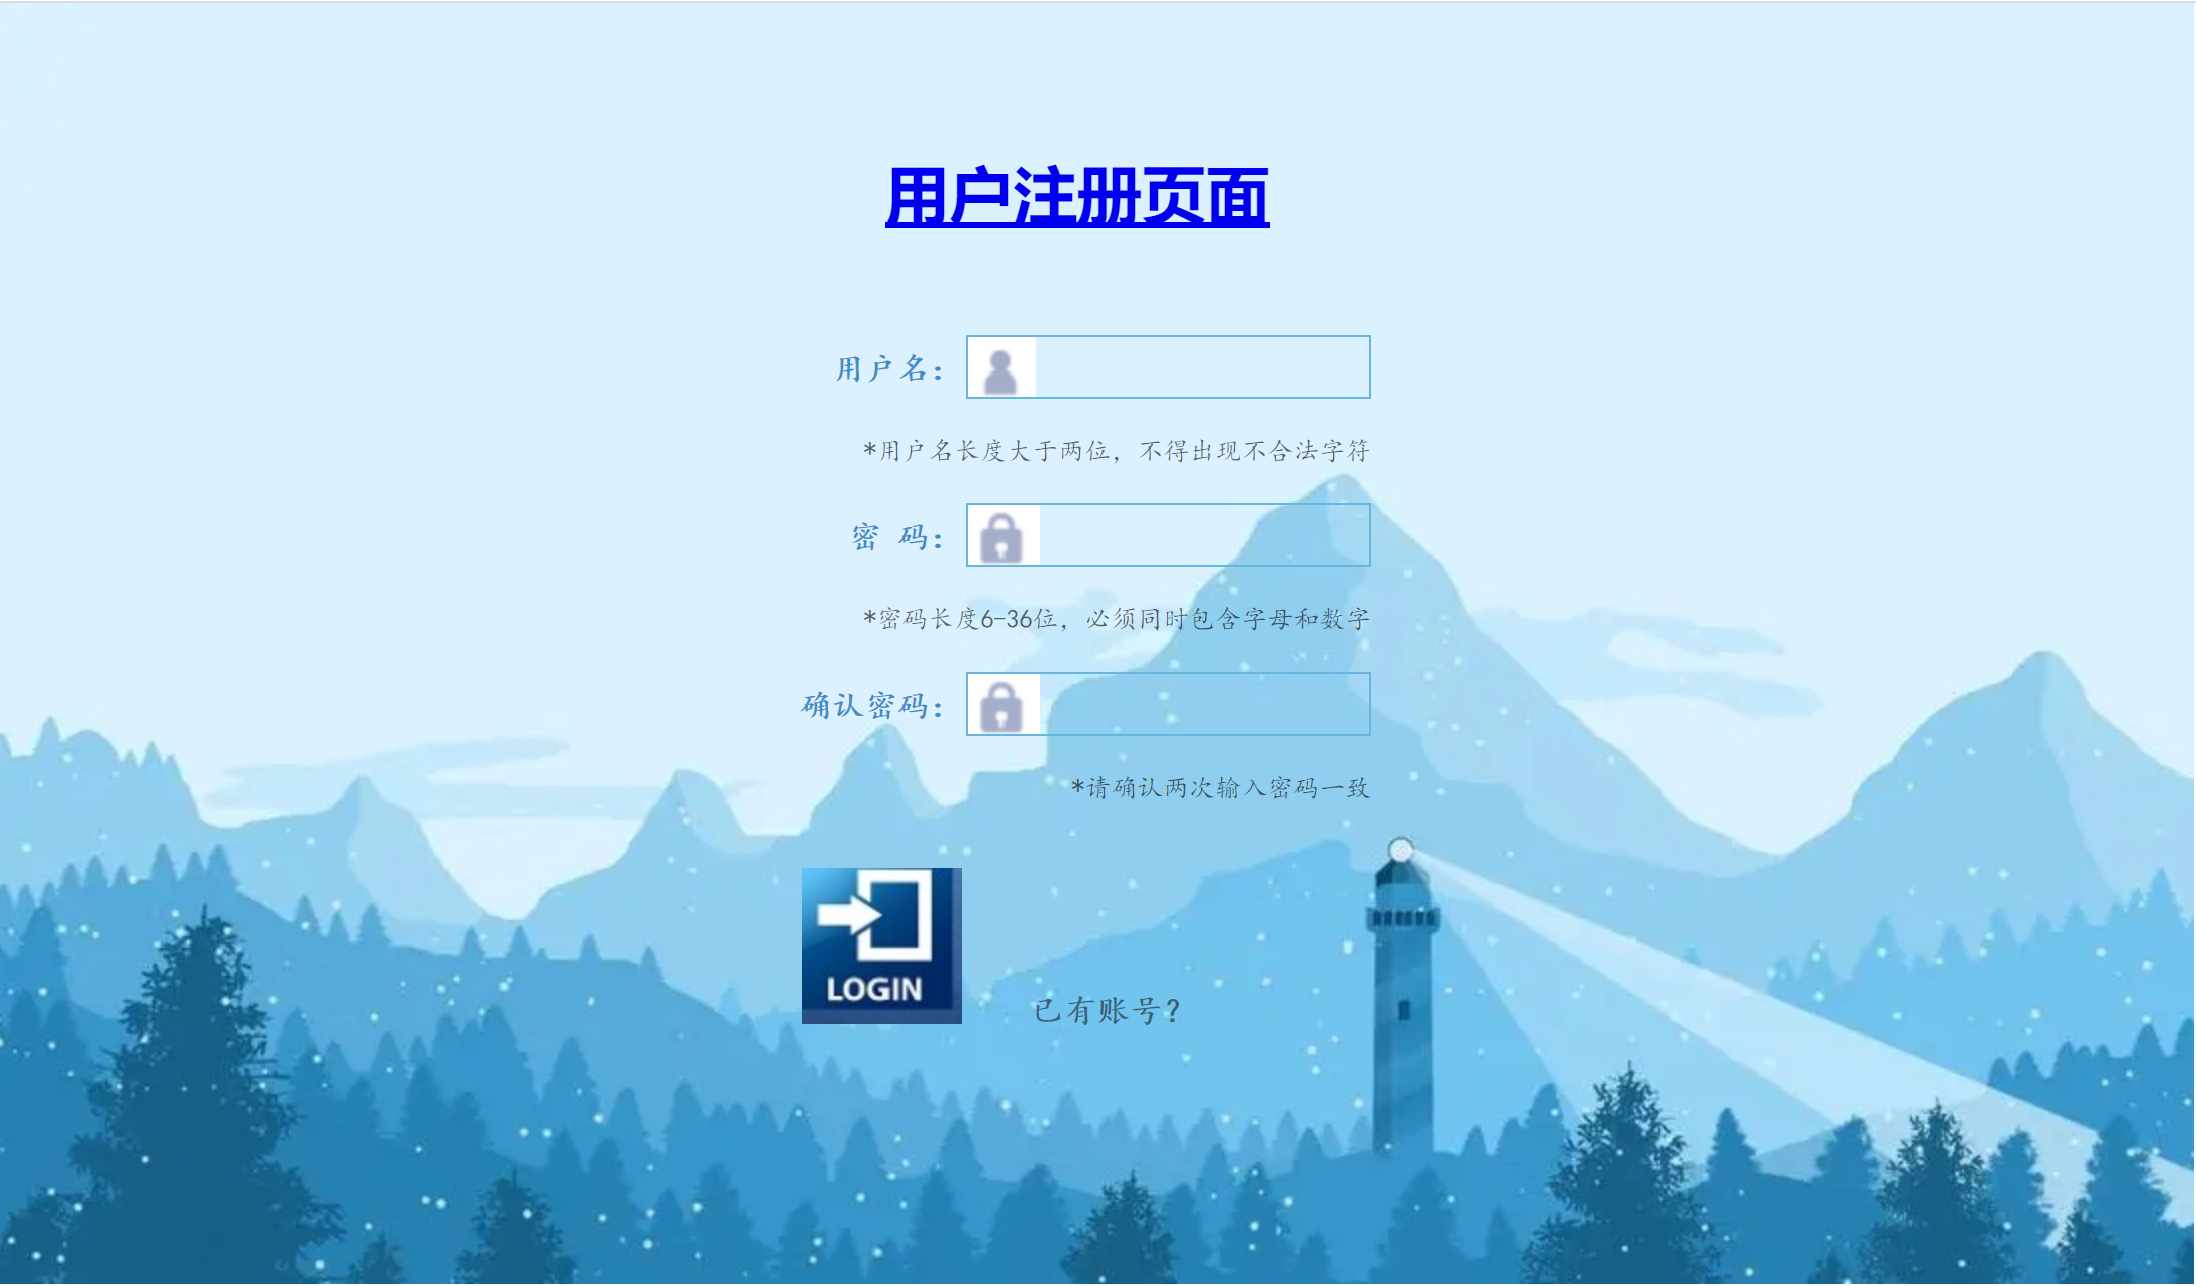 用户注册页面
用户名：
*用户名长度大于两位，不得出现不合法字符
密 码：
*密码长度6-36位，必须同时包含字母和数字
确认密码：
*请确认两次输入密码一致
LOGIN
已有账号？